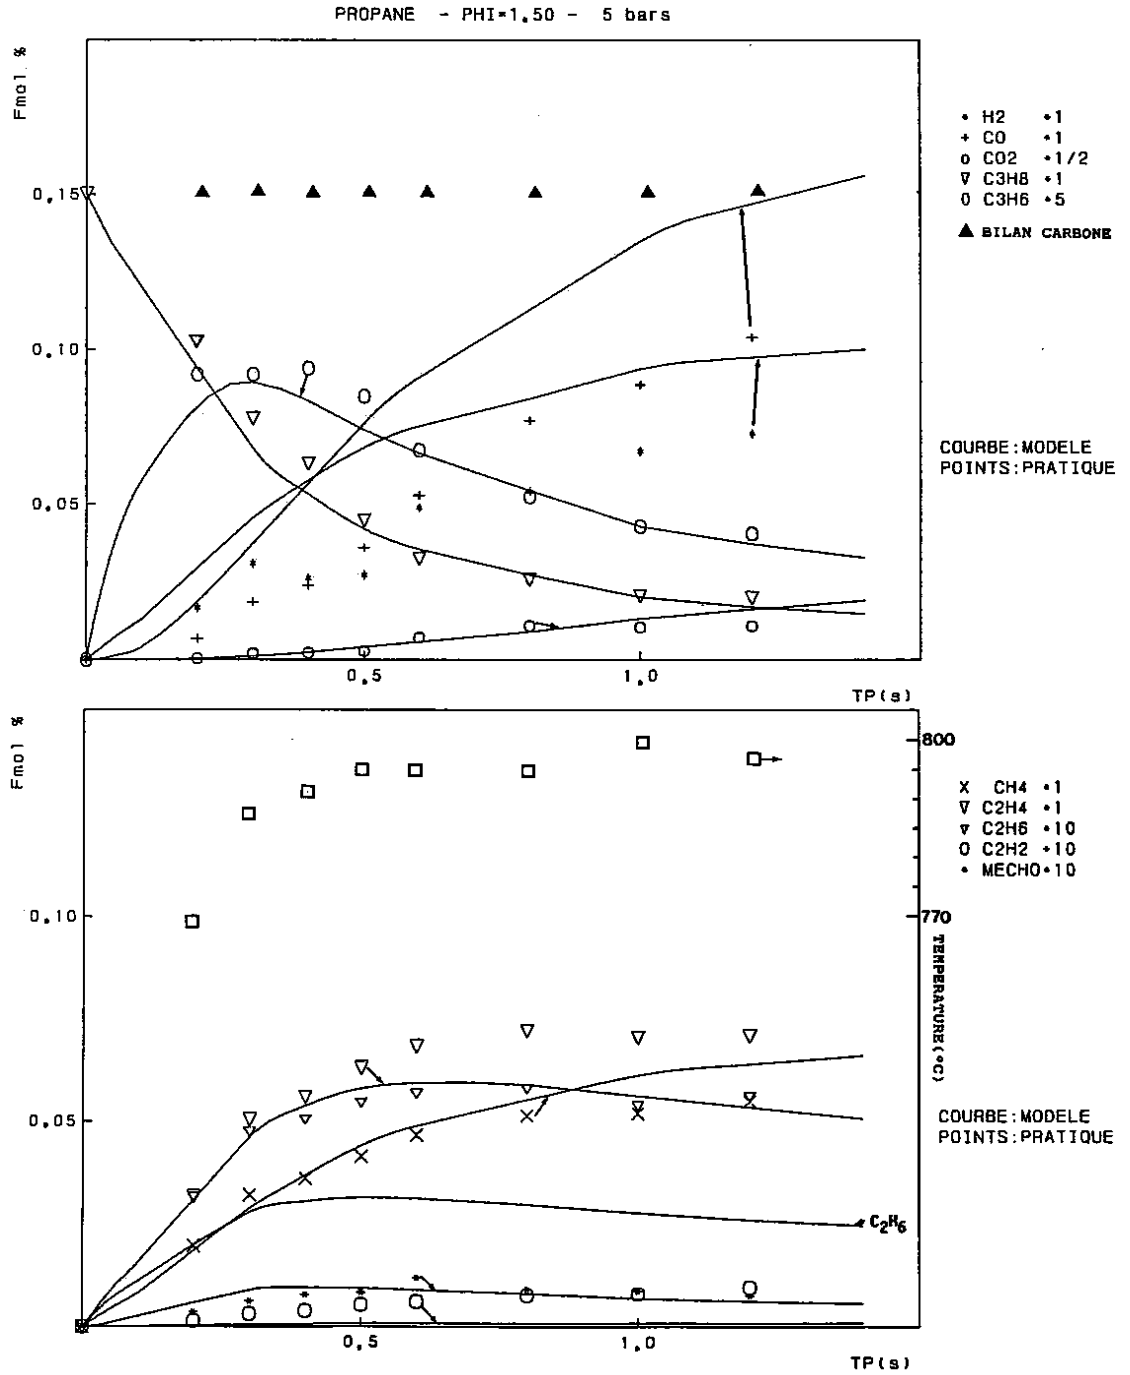 PROPANE - PHI=1.50 - 5 bars
Fmol %
* H2 *1
+ CO *1
o CO2 *1/2
▽ C3H8 *1
O C3H6 *5
▲ BILAN CARBONE
0.15
0.10
0.05
COURBE:MODELE
POINTS:PRATIQUE
0.5
1.0
TP(s)
Fmol %
800
770
TEMPERATURE(°C)
× CH4 *1
▽ C2H4 *1
▽ C2H6 *10
O C2H2 *10
* MECHO*10
0.10
0.05
COURBE:MODELE
POINTS:PRATIQUE
C₂H₆
0.5
1.0
TP(s)